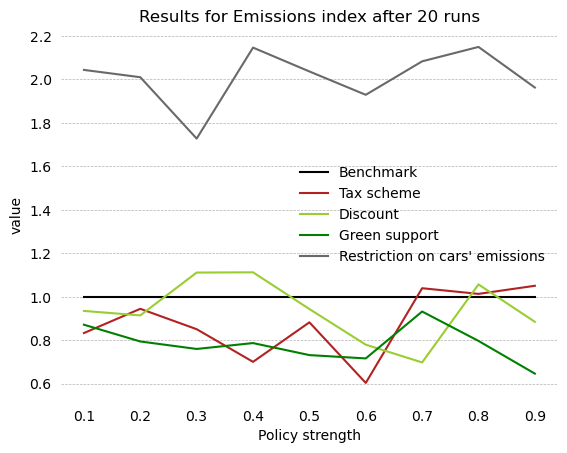 Results for Emissions index after 20 runs
2.2
2.0
1.8
1.6
1.4
1.2
1.0
0.8
0.6
value
Benchmark
Tax scheme
Discount
Green support
Restriction on cars' emissions
0.1 0.2 0.3 0.4 0.5 0.6 0.7 0.8 0.9
Policy strength